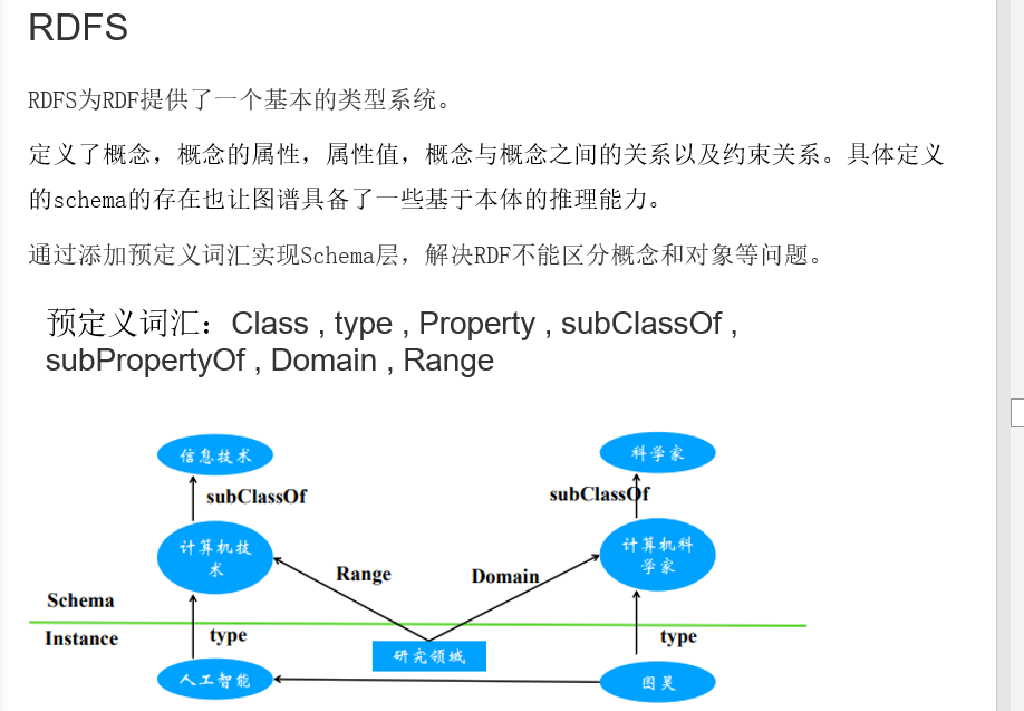 RDFS
RDFS为RDF提供了一个基本的类型系统。
定义了概念，概念的属性，属性值，概念与概念之间的关系以及约束关系。具体定义
的schema的存在也让图谱具备了一些基于本体的推理能力。
通过添加预定义词汇实现Schema层，解决RDF不能区分概念和对象等问题。
预定义词汇：Class , type , Property , subClassOf ,
subPropertyOf , Domain , Range
信息技术
科学家
subClassOf
subClassOf
计算机技
术
计算机科
学家
Range
Domain
Schema
Instance
type
type
研究领域
人工智能
图灵